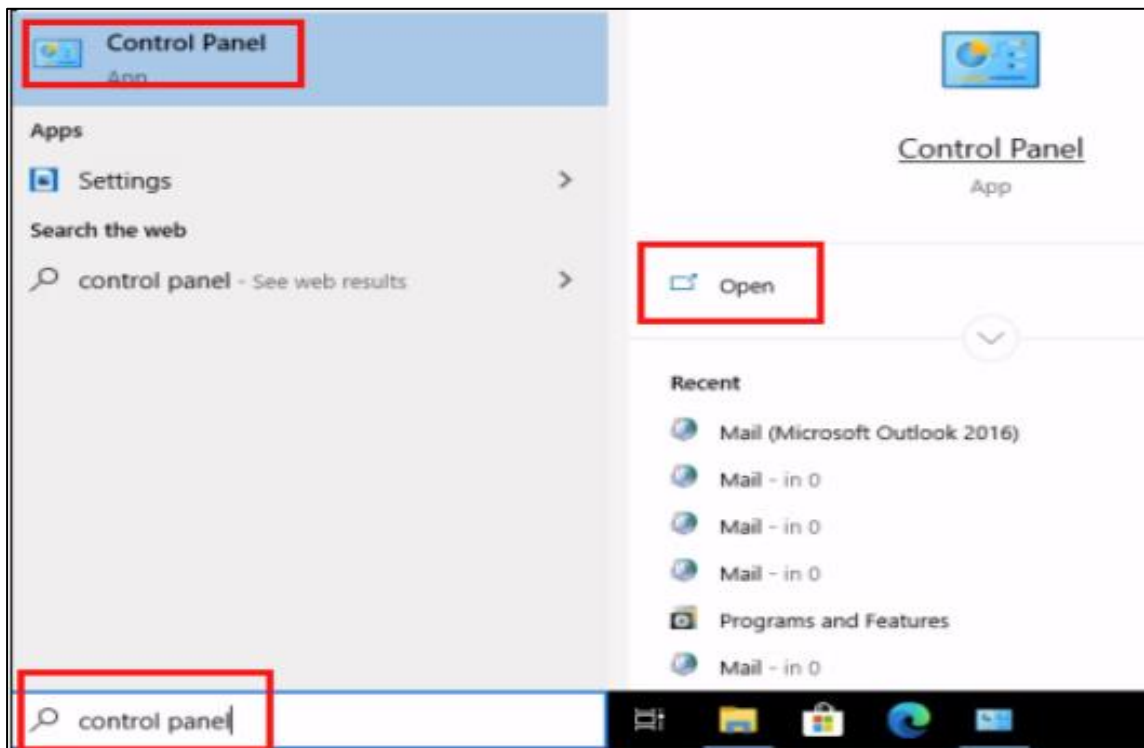 Control Panel
App
Apps
Settings
Search the web
control panel - See web results
control panel
Control Panel
App
Open
Recent
Mail (Microsoft Outlook 2016)
Mail - in 0
Mail - in 0
Mail - in 0
Programs and Features
Mail - in 0